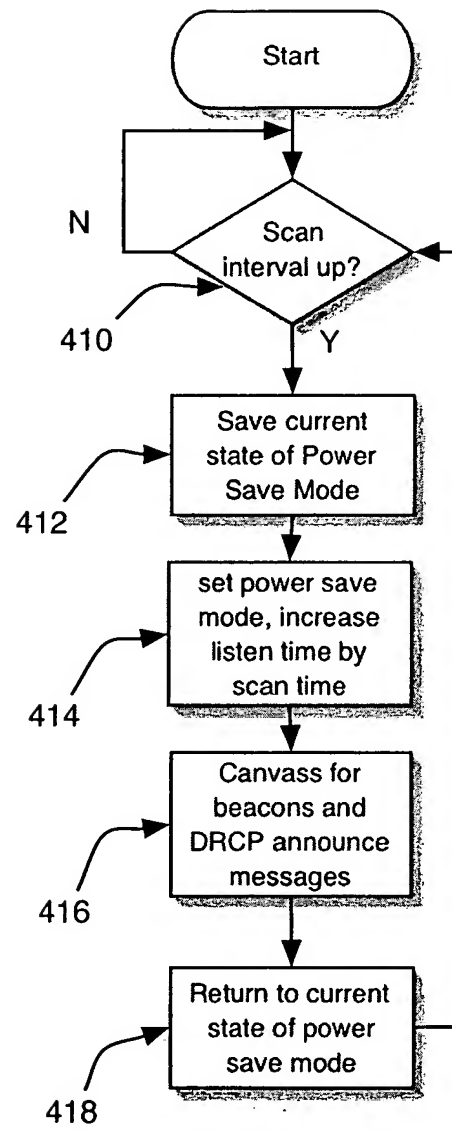 Start
N
Scan
interval up?
410
Y
Save current
state of Power
Save Mode
412
set power save
mode, increase
listen time by
scan time
414
Canvass for
beacons and
DRCP announce
messages
416
Return to current
state of power
save mode
418